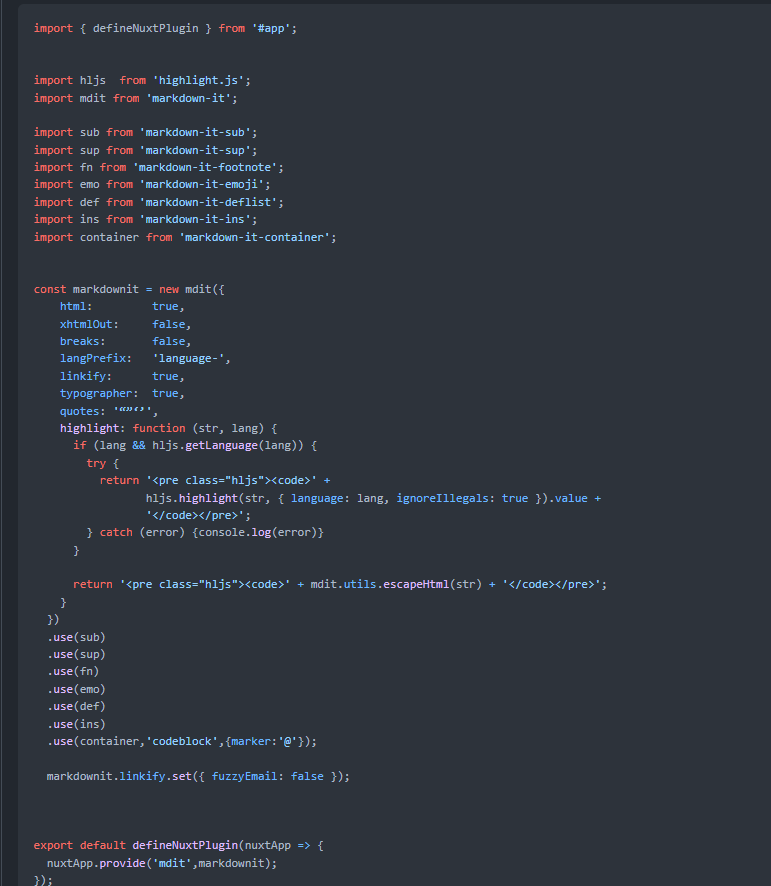 import { defineNuxtPlugin } from '#app';
import hljs  from 'highlight.js';
import mdit from 'markdown-it';
import sub from 'markdown-it-sub';
import sup from 'markdown-it-sup';
import fn from 'markdown-it-footnote';
import emo from 'markdown-it-emoji';
import def from 'markdown-it-deflist';
import ins from 'markdown-it-ins';
import container from 'markdown-it-container';
const markdownit = new mdit({
    html:         true,
    xhtmlOut:     false,
    breaks:       false,
    langPrefix:   'language-',
    linkify:      true,
    typographer:  true,
    quotes: '“”‘’',
    highlight: function (str, lang) {
      if (lang && hljs.getLanguage(lang)) {
        try {
          return '<pre class="hljs"><code>' +
                 hljs.highlight(str, { language: lang, ignoreIllegals: true }).value +
                 '</code></pre>';
        } catch (error) {console.log(error)}
      }
      return '<pre class="hljs"><code>' + mdit.utils.escapeHtml(str) + '</code></pre>';
    }
  })
  .use(sub)
  .use(sup)
  .use(fn)
  .use(emo)
  .use(def)
  .use(ins)
  .use(container,'codeblock',{marker:'@'});
  markdownit.linkify.set({ fuzzyEmail: false });
export default defineNuxtPlugin(nuxtApp => {
  nuxtApp.provide('mdit',markdownit);
});